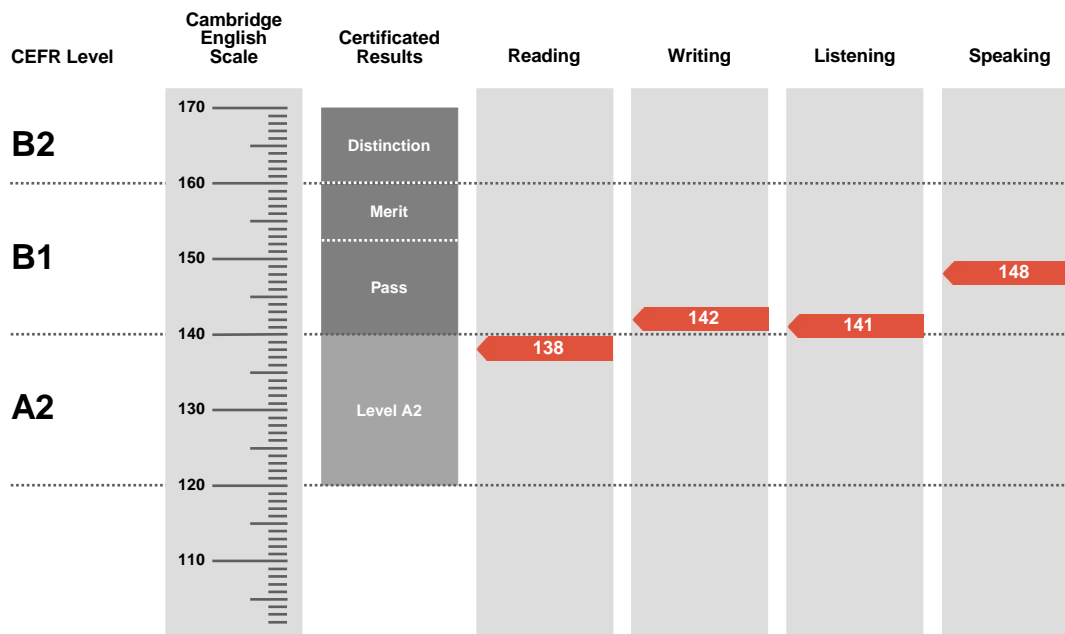 CEFR Level
Cambridge
English
Scale
Certificated
Results
Reading
Writing
Listening
Speaking
170
B2
Distinction
160
Merit
B1
150
148
Pass
142
141
140
138
A2
130
Level A2
120
110